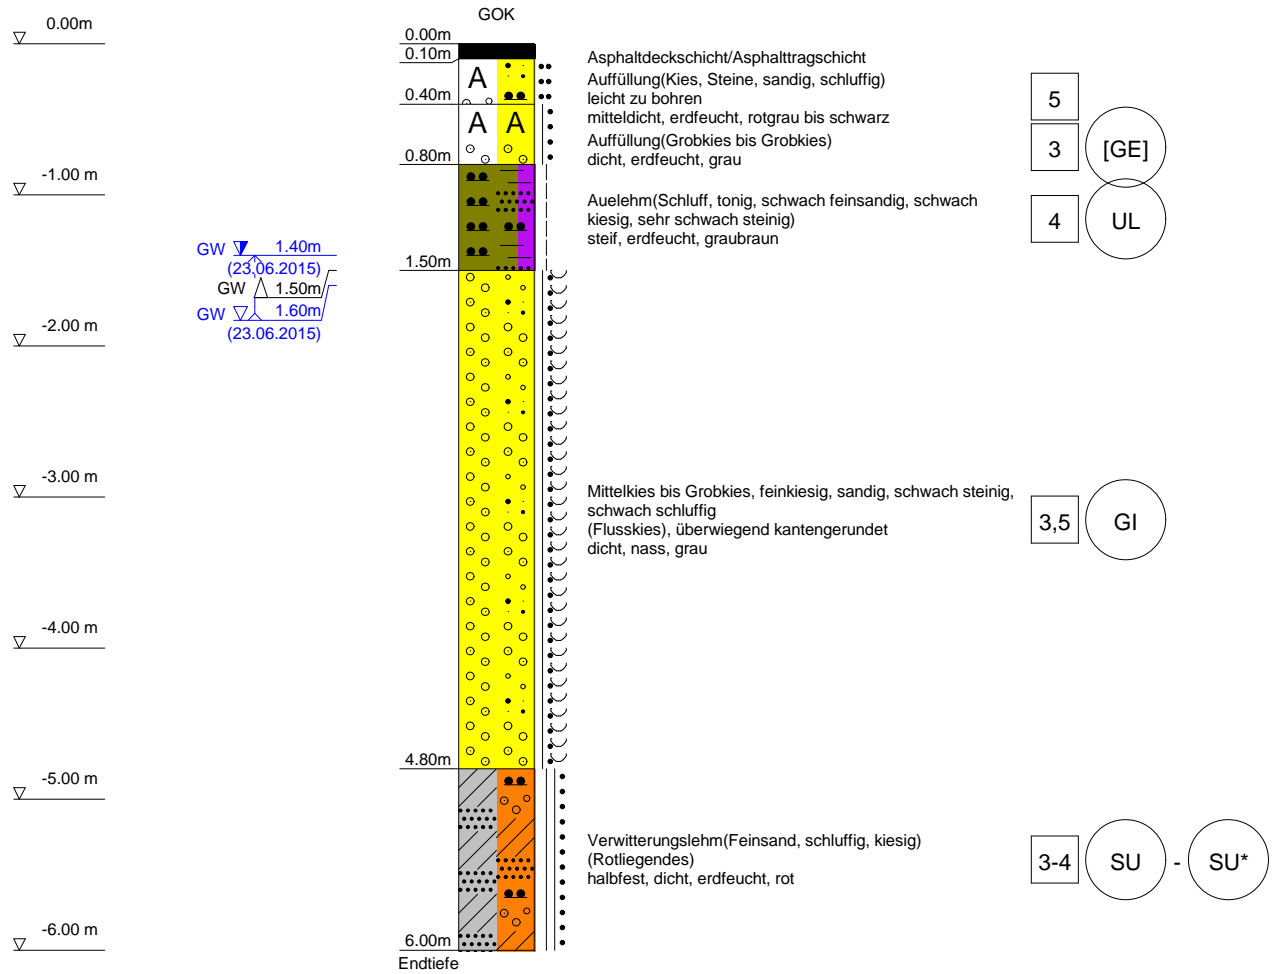 GOK
0.00m
0.00m
0.10m
Asphaltdeckschicht/Asphalttragschicht
A
Auffüllung(Kies, Steine, sandig, schluffig)
leicht zu bohren
mitteldicht, erdfeucht, rotgrau bis schwarz
5
0.40m
A A
Auffüllung(Grobkies bis Grobkies)
dicht, erdfeucht, grau
3 [GE]
0.80m
-1.00 m
Auelehm(Schluff, tonig, schwach feinsandig, schwach
kiesig, sehr schwach steinig)
steif, erdfeucht, graubraun
4 UL
GW 1.40m
(23.06.2015)
1.50m
GW 1.50m
GW 1.60m
(23.06.2015)
-2.00 m
-3.00 m
Mittelkies bis Grobkies, feinkiesig, sandig, schwach steinig,
schwach schluffig
(Flusskies), überwiegend kantengerundet
dicht, nass, grau
3,5 GI
-4.00 m
4.80m
-5.00 m
Verwitterungslehm(Feinsand, schluffig, kiesig)
(Rotliegendes)
halbfest, dicht, erdfeucht, rot
3-4 SU - SU*
-6.00 m
6.00m
Endtiefe